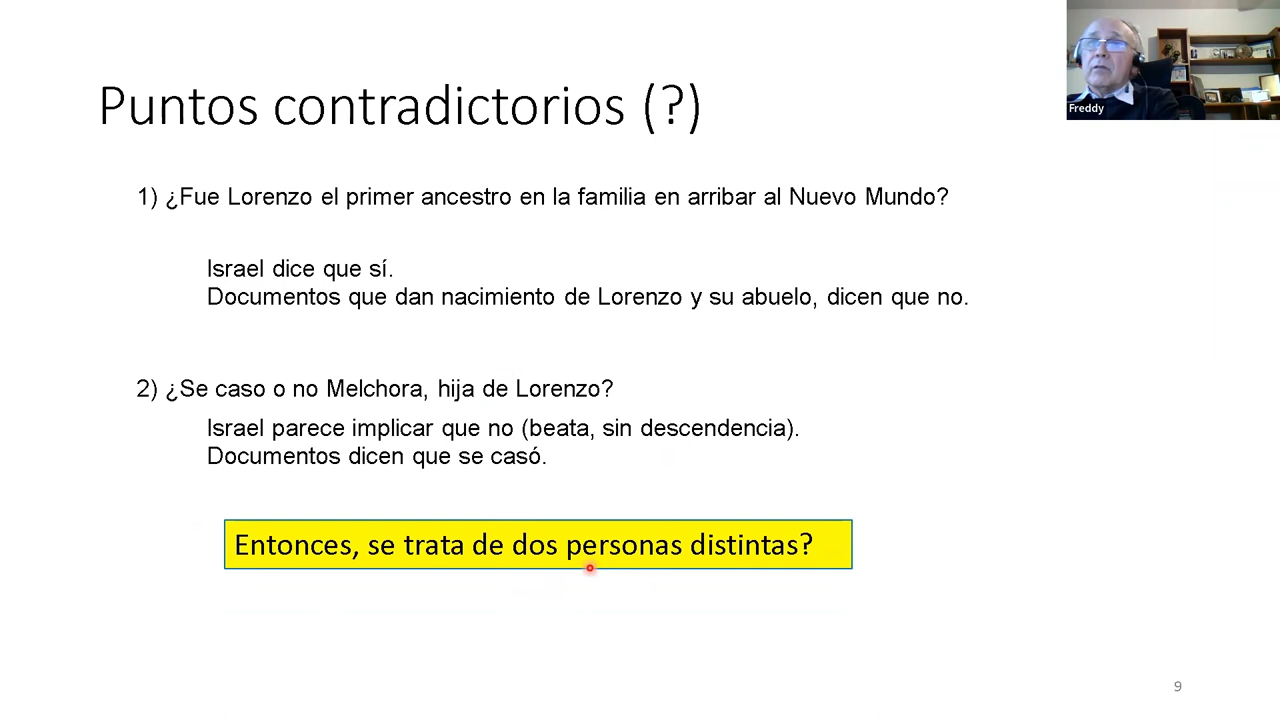 Freddy
Puntos contradictorios (?)
1) ¿Fue Lorenzo el primer ancestro en la familia en arribar al Nuevo Mundo?
Israel dice que sí.
Documentos que dan nacimiento de Lorenzo y su abuelo, dicen que no.
2) ¿Se caso o no Melchora, hija de Lorenzo?
Israel parece implicar que no (beata, sin descendencia).
Documentos dicen que se casó.
Entonces, se trata de dos personas distintas?
9